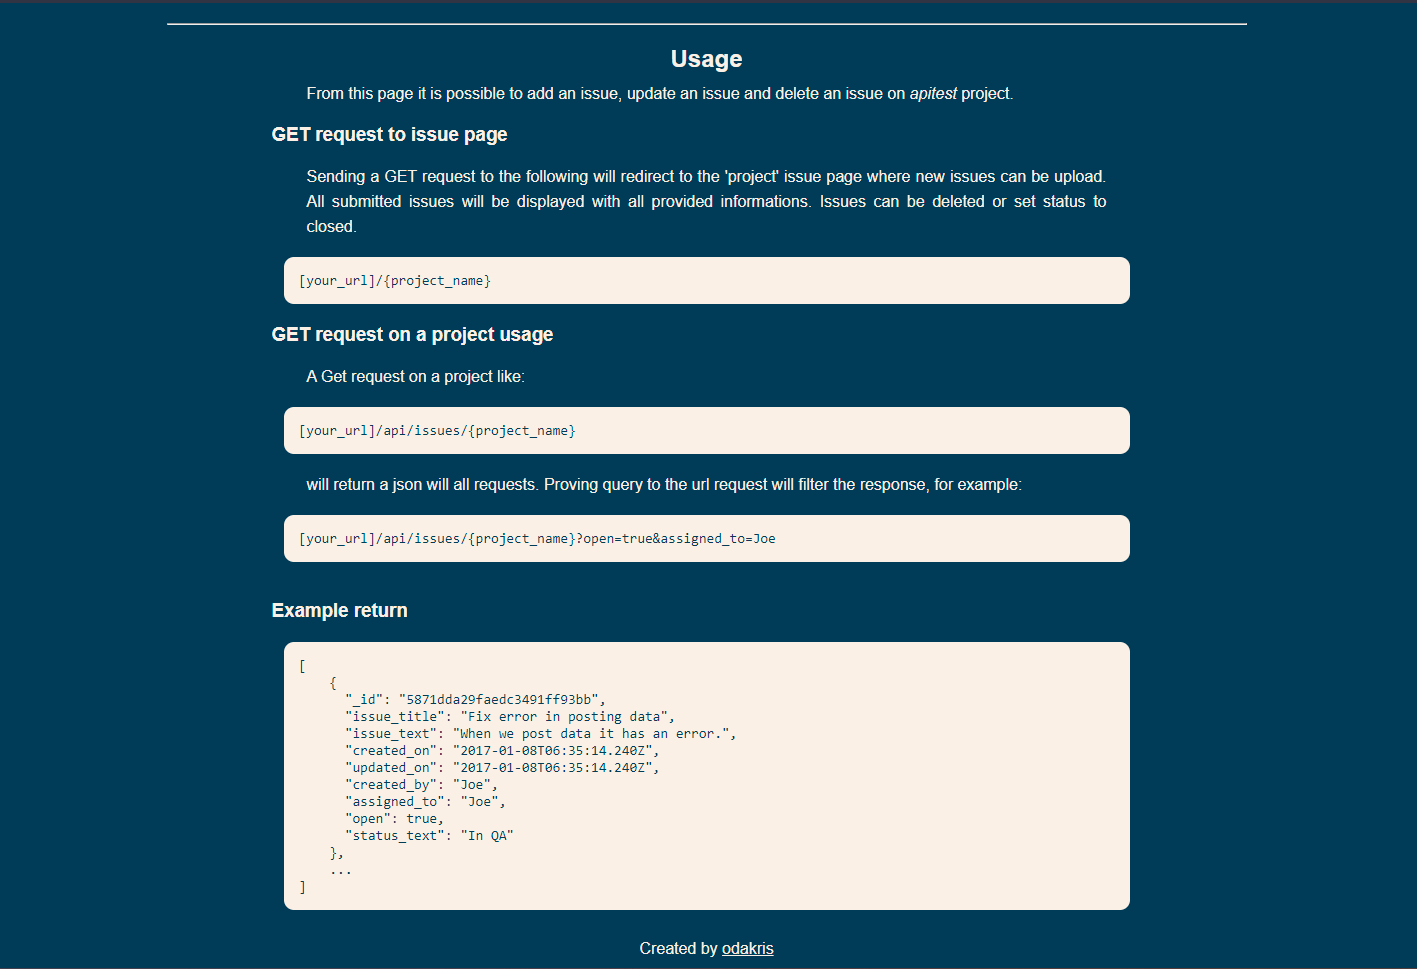 Usage
From this page it is possible to add an issue, update an issue and delete an issue on apitest project.
GET request to issue page
Sending a GET request to the following will redirect to the 'project' issue page where new issues can be upload.
All submitted issues will be displayed with all provided informations. Issues can be deleted or set status to
closed.
[your_url]/{project_name}
GET request on a project usage
A Get request on a project like:
[your_url]/api/issues/{project_name}
will return a json will all requests. Proving query to the url request will filter the response, for example:
[your_url]/api/issues/{project_name}?open=true&assigned_to=Joe
Example return
[
    {
      "_id": "5871dda29faedc3491ff93bb",
      "issue_title": "Fix error in posting data",
      "issue_text": "When we post data it has an error.",
      "created_on": "2017-01-08T06:35:14.240Z",
      "updated_on": "2017-01-08T06:35:14.240Z",
      "created_by": "Joe",
      "assigned_to": "Joe",
      "open": true,
      "status_text": "In QA"
    },
    ...
]
Created by odakris